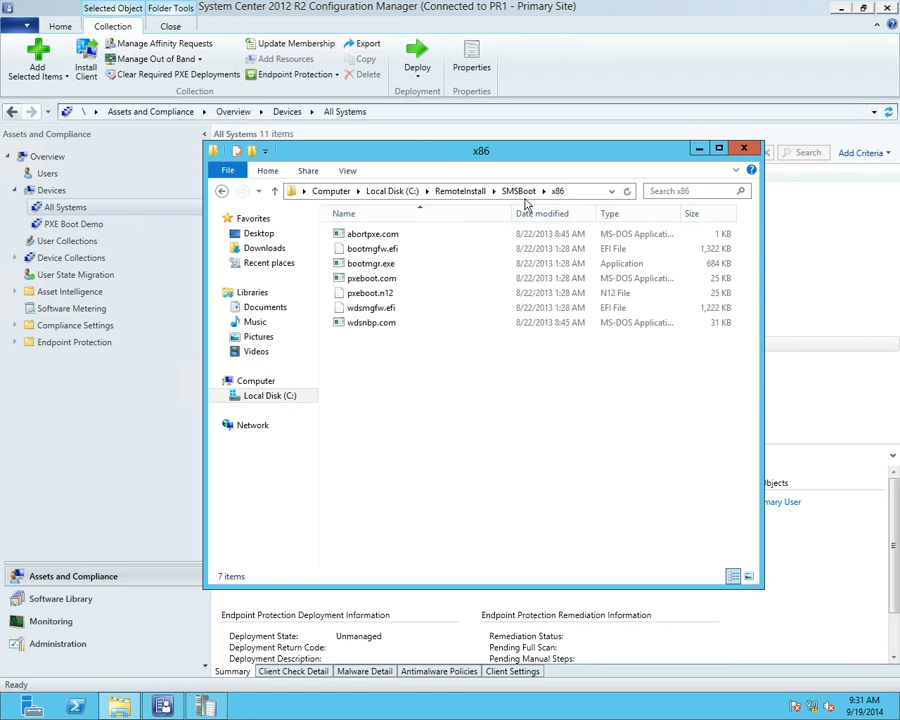 Selected Object Folder Tools System Center 2012 R2 Configuration Manager (Connected to PR1 - Primary Site)
Home Collection Close
Add Selected Items
Install Client
Manage Affinity Requests
Manage Out of Band
Clear Required PXE Deployments
Update Membership
Add Resources
Endpoint Protection
Export
Copy
Delete
Deploy
Properties
Collection Deployment Properties
\ Assets and Compliance Overview Devices All Systems
Assets and Compliance
Overview
Users
Devices
All Systems
PXE Boot Demo
User Collections
Device Collections
User State Migration
Asset Intelligence
Software Metering
Compliance Settings
Endpoint Protection
Assets and Compliance
Software Library
Monitoring
Administration
Ready
All Systems 11 items
Search Add Criteria
x86
File Home Share View
Computer Local Disk (C:) RemoteInstall SMSBoot x86
Search x86
Favorites
Desktop
Downloads
Recent places
Libraries
Documents
Music
Pictures
Videos
Computer
Local Disk (C:)
Network
Name Date modified Type Size
abortpxe.com 8/22/2013 8:45 AM MS-DOS Applicati... 1 KB
bootmgfw.efi 8/22/2013 1:28 AM EFI File 1,322 KB
bootmgr.exe 8/22/2013 1:28 AM Application 684 KB
pxeboot.com 8/22/2013 1:28 AM MS-DOS Applicati... 25 KB
pxeboot.n12 8/22/2013 1:28 AM N12 File 25 KB
wdsmgfw.efi 8/22/2013 1:28 AM EFI File 1,222 KB
wdsnbp.com 8/22/2013 8:45 AM MS-DOS Applicati... 31 KB
7 items
Objects
mary User
Endpoint Protection Deployment Information
Deployment State: Unmanaged
Deployment Return Code:
Deployment Description:
Endpoint Protection Remediation Information
Remediation Status:
Pending Full Scan:
Pending Manual Steps:
Summary Client Check Detail Malware Detail Antimalware Policies Client Settings
9:31 AM
9/19/2014